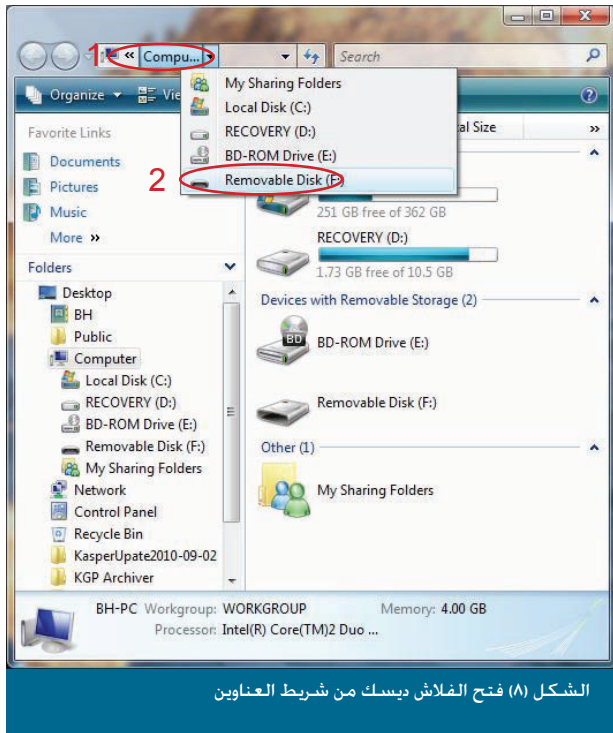 1 « Compu...
Search
Organize
Vie
My Sharing Folders
Local Disk (C:)
RECOVERY (D:)
BD-ROM Drive (E:)
2 Removable Disk (F:)
Favorite Links
Documents
Pictures
Music
More »
al Size »
251 GB free of 362 GB
RECOVERY (D:)
1.73 GB free of 10.5 GB
Devices with Removable Storage (2)
BD
BD-ROM Drive (E:)
Removable Disk (F:)
Other (1)
My Sharing Folders
Folders
Desktop
BH
Public
Computer
Local Disk (C:)
RECOVERY (D:)
BD-ROM Drive (E:)
Removable Disk (F:)
My Sharing Folders
Network
Control Panel
Recycle Bin
KasperUpate2010-09-02
KGP Archiver
BH-PC Workgroup: WORKGROUP Memory: 4.00 GB
Processor: Intel(R) Core(TM)2 Duo ...
الشكل (٨) فتح الفلاش ديسك من شريط العناوين